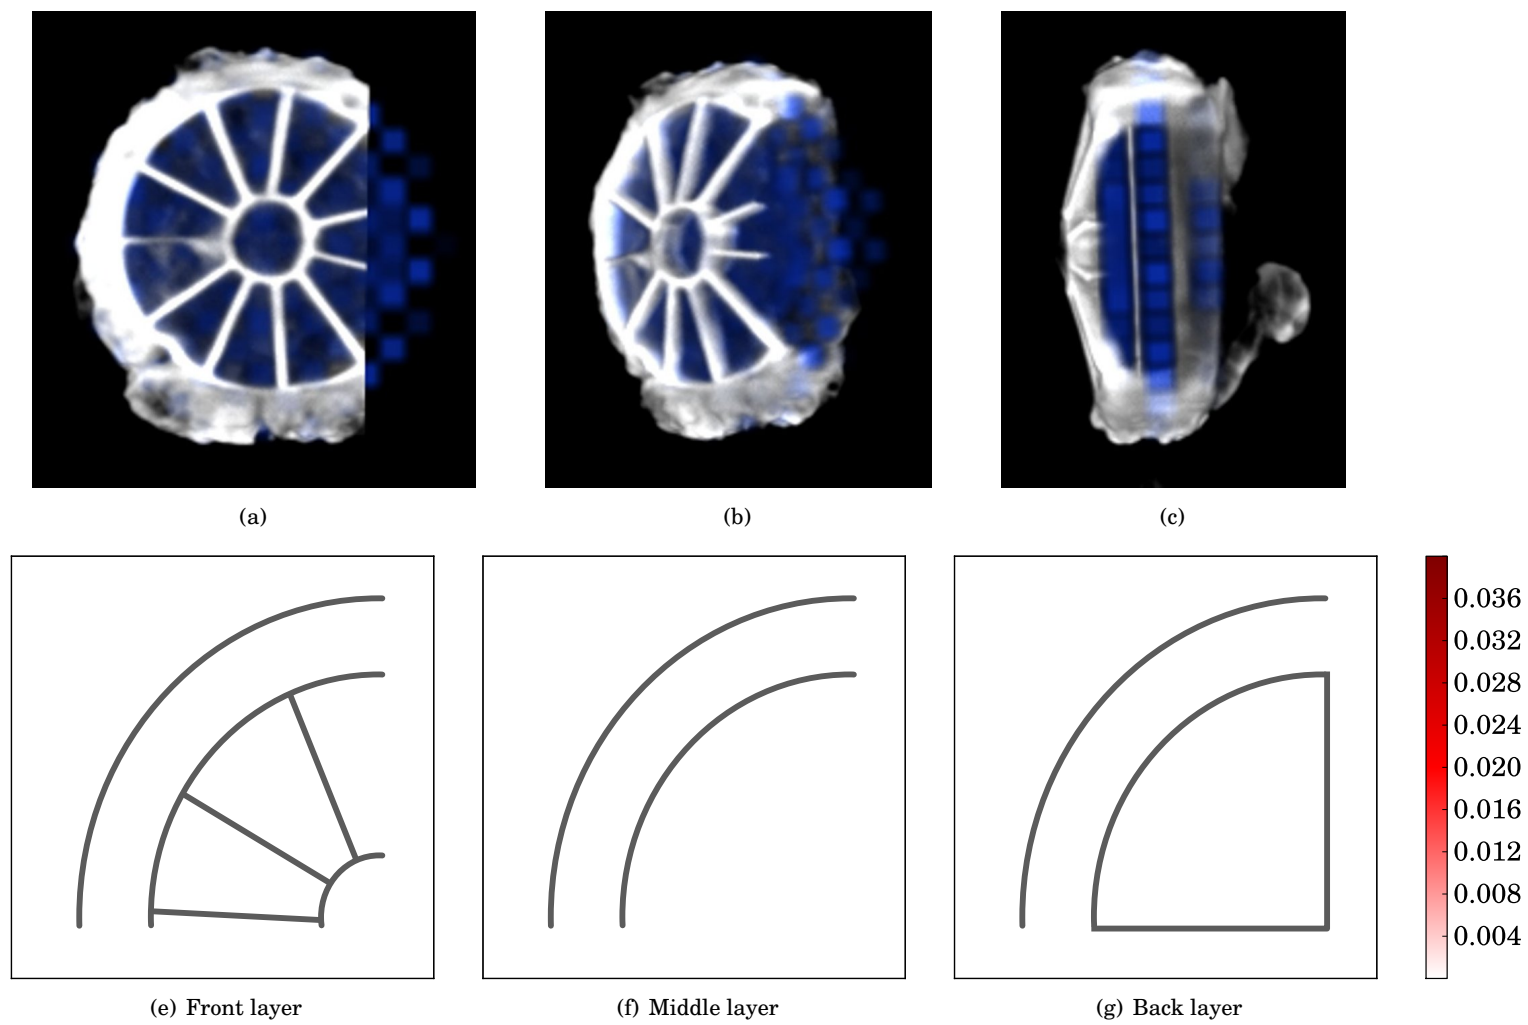 (a)
(b)
(c)
0.036
0.032
0.028
0.024
0.020
0.016
0.012
0.008
0.004
(e) Front layer
(f) Middle layer
(g) Back layer